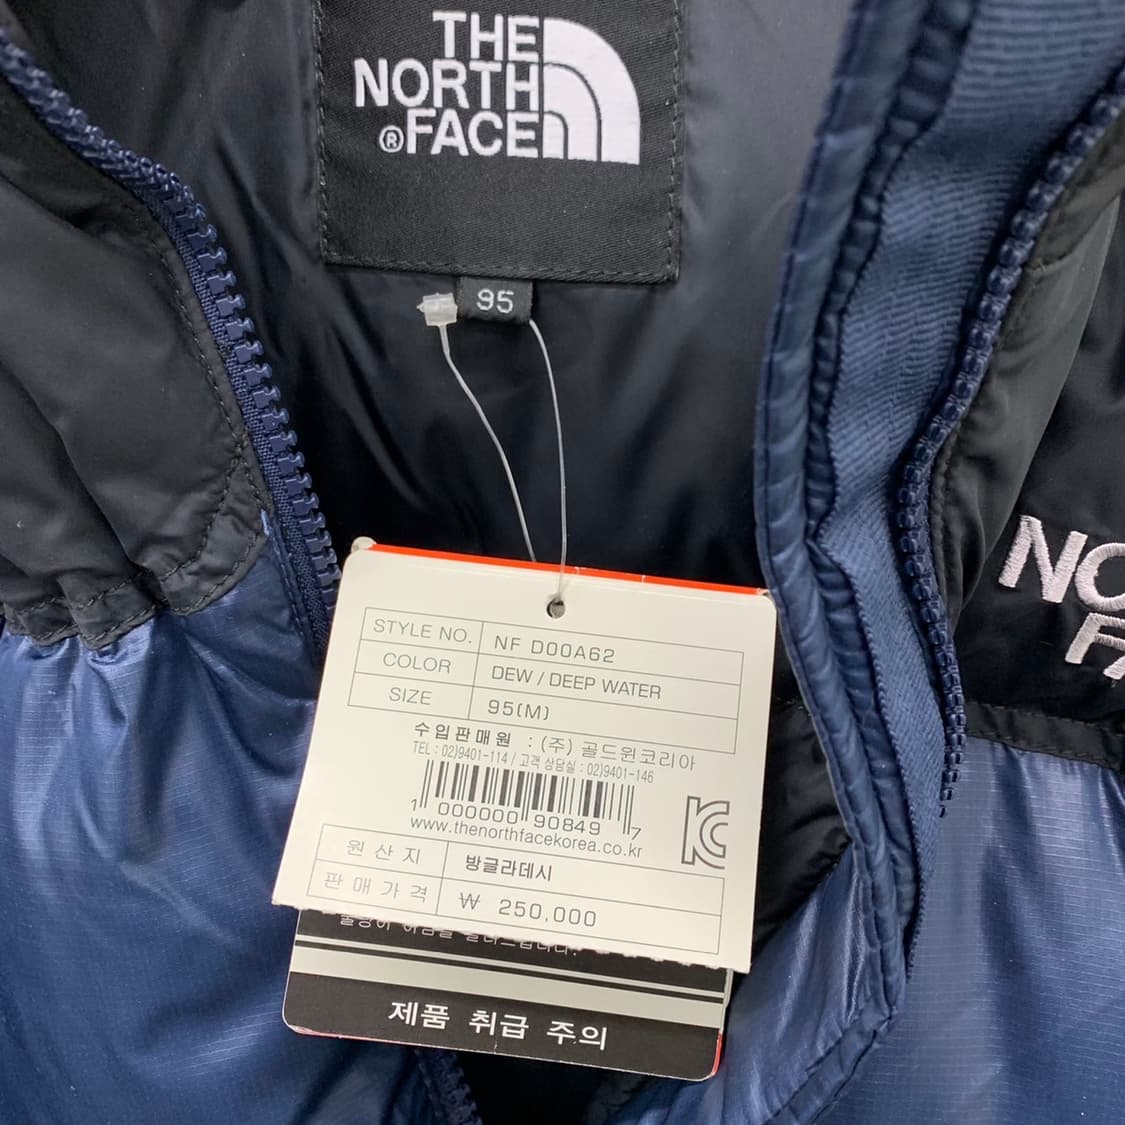 THE
NORTH
®FACE
95
NO
FA
STYLE NO. NF D00A62
COLOR DEW / DEEP WATER
SIZE 95(M)
수입판매원 : (주) 골드윈코리아
TEL : 02)9401-114 / 고객 상담실 : 02)9401-146
1 000000 90849 7
www.thenorthfacekorea.co.kr
원산지 방글라데시
판매가격 ₩ 250,000
제품 취급 주의